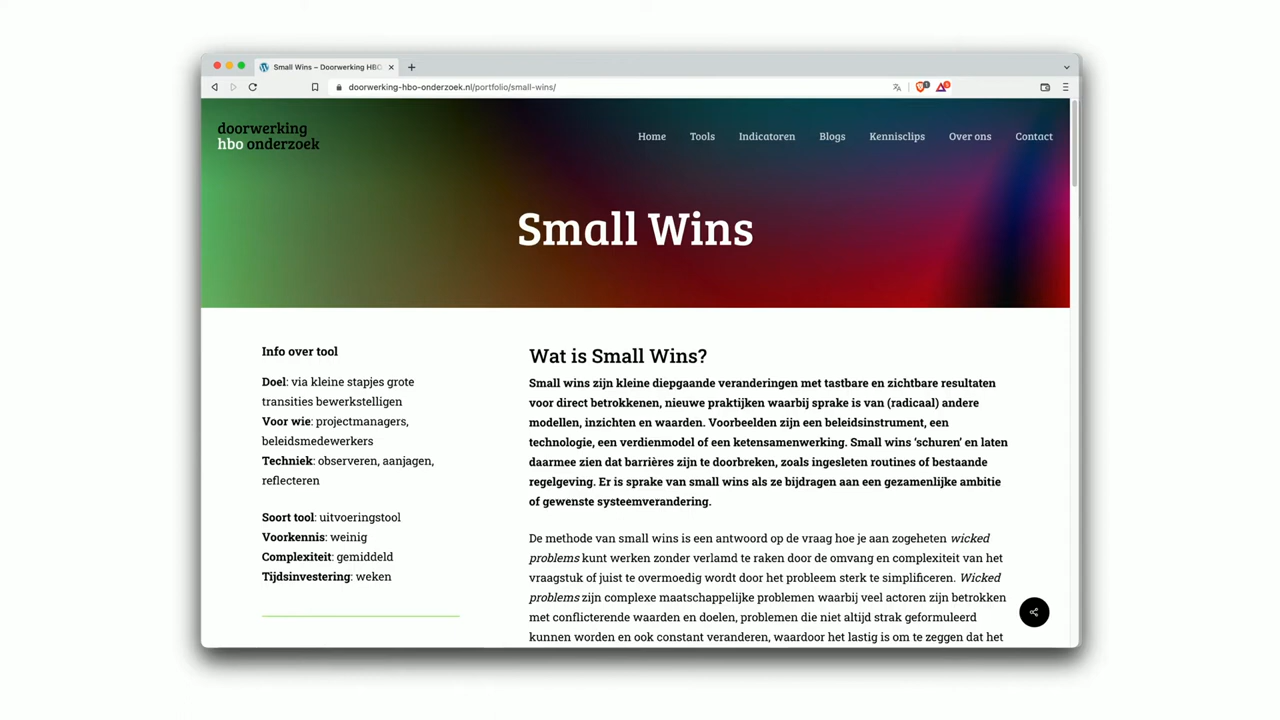 Small Wins – Doorwerking HBO
doorwerking-hbo-onderzoek.nl/portfolio/small-wins/
doorwerking
hbo onderzoek
Home Tools Indicatoren Blogs Kennisclips Over ons Contact
Small Wins
Info over tool
Doel: via kleine stapjes grote
transities bewerkstelligen
Voor wie: projectmanagers,
beleidsmedewerkers
Techniek: observeren, aanjagen,
reflecteren
Soort tool: uitvoeringstool
Voorkennis: weinig
Complexiteit: gemiddeld
Tijdsinvestering: weken
Wat is Small Wins?
Small wins zijn kleine diepgaande veranderingen met tastbare en zichtbare resultaten
voor direct betrokkenen, nieuwe praktijken waarbij sprake is van (radicaal) andere
modellen, inzichten en waarden. Voorbeelden zijn een beleidsinstrument, een
technologie, een verdienmodel of een ketensamenwerking. Small wins ‘schuren’ en laten
daarmee zien dat barrières zijn te doorbreken, zoals ingesleten routines of bestaande
regelgeving. Er is sprake van small wins als ze bijdragen aan een gezamenlijke ambitie
of gewenste systeemverandering.
De methode van small wins is een antwoord op de vraag hoe je aan zogeheten wicked
problems kunt werken zonder verlamd te raken door de omvang en complexiteit van het
vraagstuk of juist te overmoedig wordt door het probleem sterk te simplificeren. Wicked
problems zijn complexe maatschappelijke problemen waarbij veel actoren zijn betrokken
met conflicterende waarden en doelen, problemen die niet altijd strak geformuleerd
kunnen worden en ook constant veranderen, waardoor het lastig is om te zeggen dat het